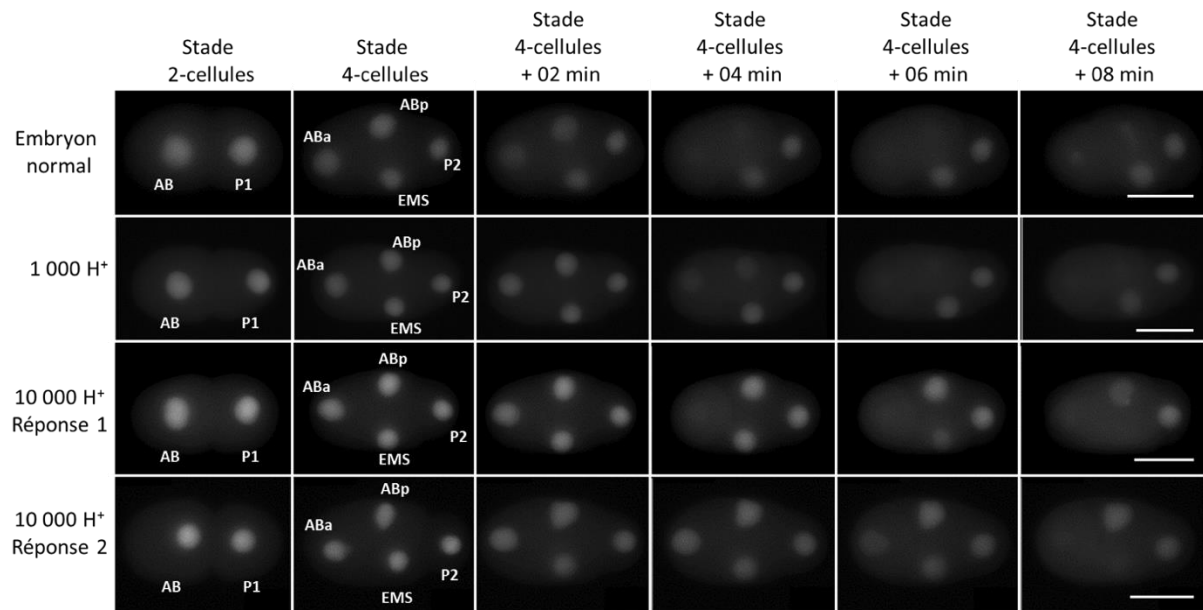 Stade
2-cellules
Stade
4-cellules
Stade
4-cellules
+ 02 min
Stade
4-cellules
+ 04 min
Stade
4-cellules
+ 06 min
Stade
4-cellules
+ 08 min
Embryon
normal
AB P1
ABa ABp P2 EMS
1 000 H⁺
AB P1
ABa ABp P2 EMS
10 000 H⁺
Réponse 1
AB P1
ABa ABp P2 EMS
10 000 H⁺
Réponse 2
AB P1
ABa ABp P2 EMS